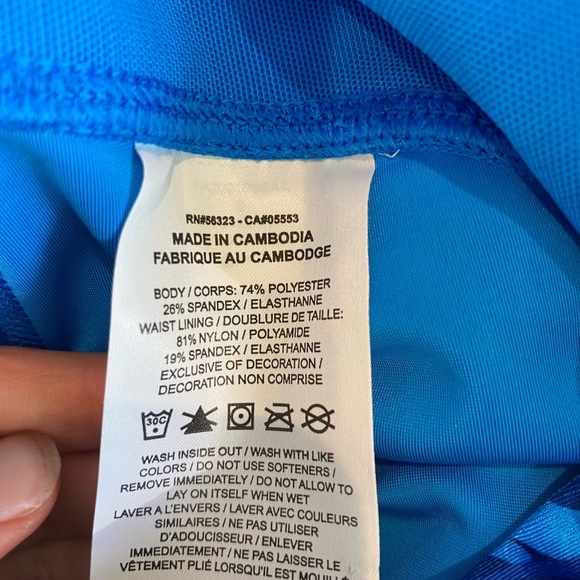 RN#56323 - CA#05553
MADE IN CAMBODIA
FABRIQUE AU CAMBODGE
BODY / CORPS: 74% POLYESTER
26% SPANDEX / ELASTHANNE
WAIST LINING / DOUBLURE DE TAILLE:
81% NYLON / POLYAMIDE
19% SPANDEX / ELASTHANNE
EXCLUSIVE OF DECORATION /
DECORATION NON COMPRISE
30C
WASH INSIDE OUT / WASH WITH LIKE
COLORS / DO NOT USE SOFTENERS /
REMOVE IMMEDIATELY / DO NOT ALLOW TO
LAY ON ITSELF WHEN WET
LAVER A L'ENVERS / LAVER AVEC COULEURS
SIMILAIRES / NE PAS UTILISER
D'ADOUCISSEUR / ENLEVER
IMMEDIATEMENT / NE PAS LAISSER LE
VÊTEMENT PLIÉ LORSQU'IL EST MOUILLÉ